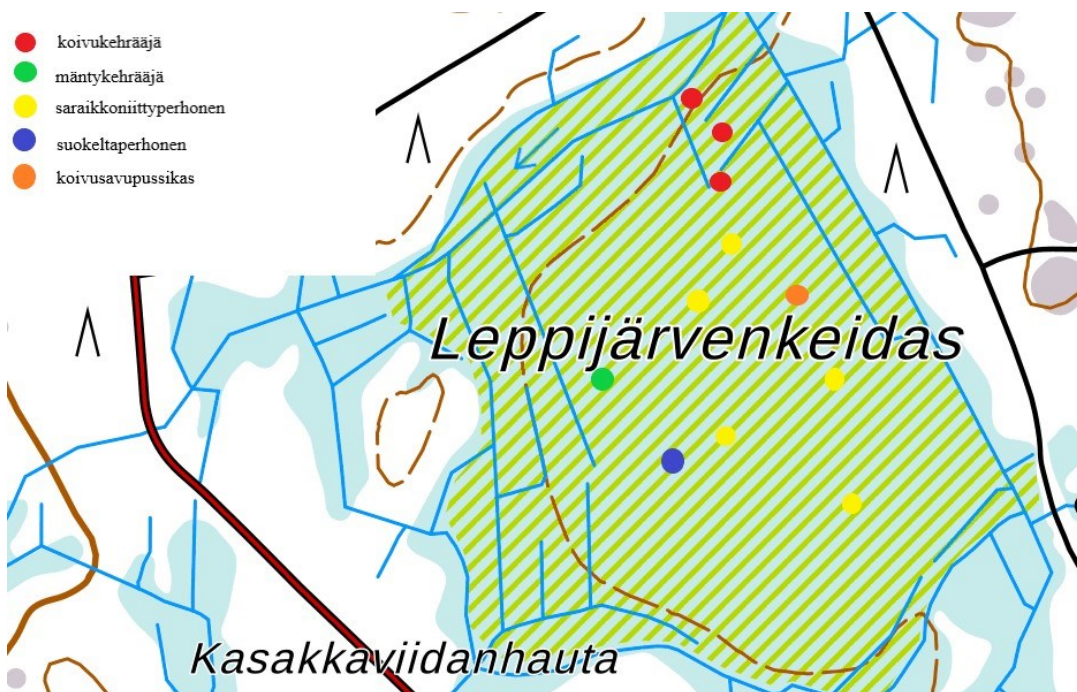 koivukehrääjä
mäntykehrääjä
saraikkoniittyperhonen
suokeltaperhonen
koivusavupussikas
Leppijärvenkeidas
Kasakkaviidanhauta